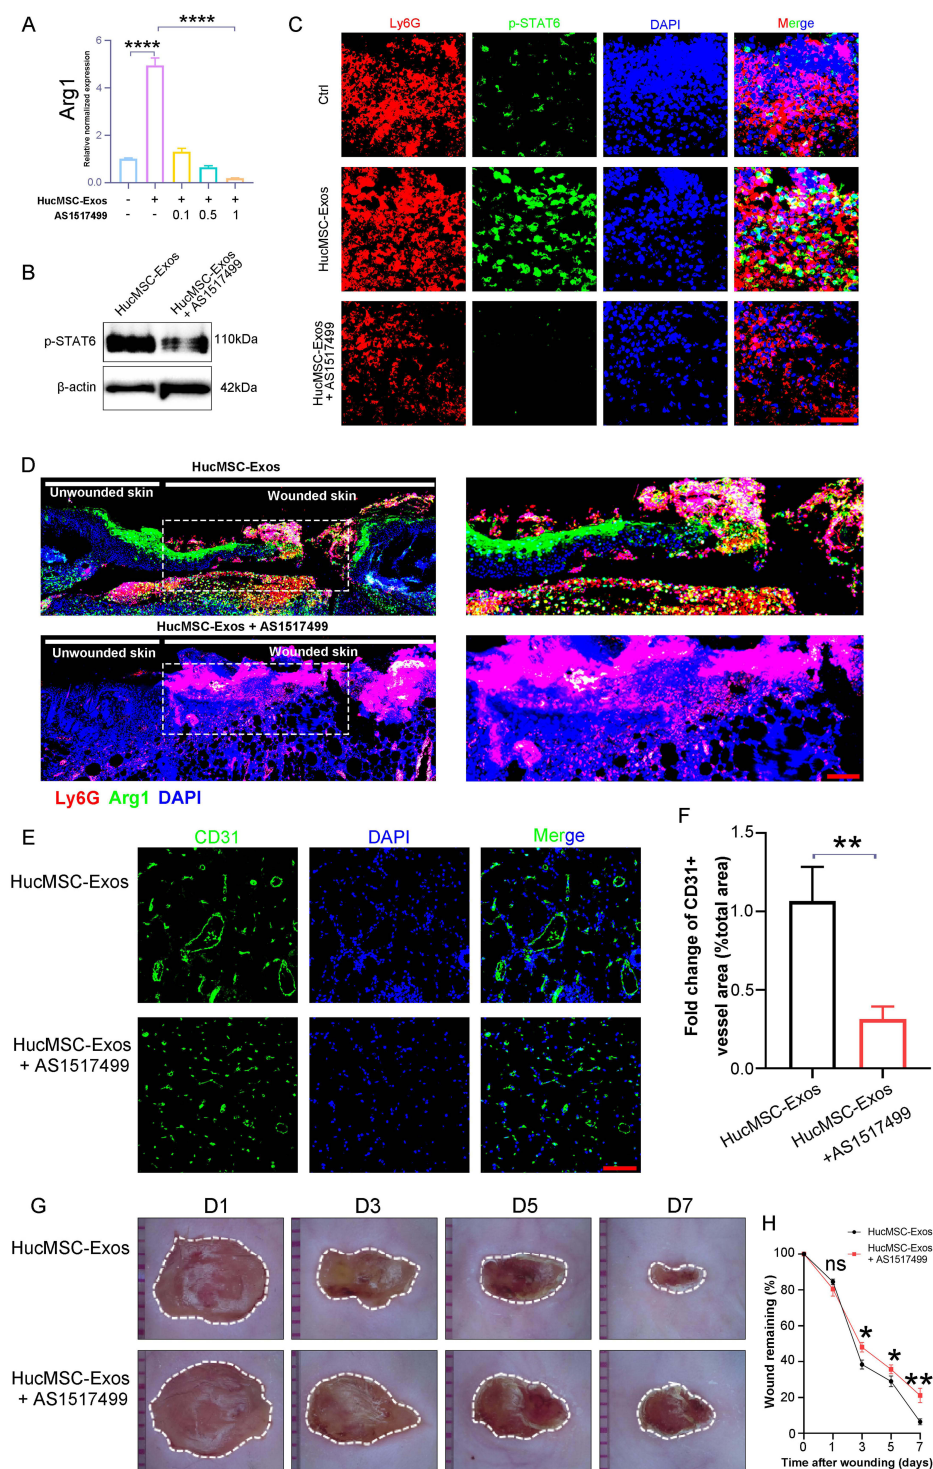 A
****
****
6
4
2
0.0
Arg1
Relative normalized expression
HucMSC-Exos - + + + +
AS1517499 - - 0.1 0.5 1
B
HucMSC-Exos
HucMSC-Exos
+ AS1517499
p-STAT6
110kDa
β-actin
42kDa
C
Ly6G p-STAT6 DAPI Merge
Ctrl
HucMSC-Exos
HucMSC-Exos
+ AS1517499
D
HucMSC-Exos
Unwounded skin Wounded skin
HucMSC-Exos + AS1517499
Unwounded skin Wounded skin
Ly6G Arg1 DAPI
E
CD31 DAPI Merge
HucMSC-Exos
HucMSC-Exos
+ AS1517499
F
Fold change of CD31+
vessel area (%total area)
1.5
1.0
0.5
0.0
**
HucMSC-Exos
HucMSC-Exos
+AS1517499
G
D1 D3 D5 D7
HucMSC-Exos
HucMSC-Exos
+ AS1517499
H
HucMSC-Exos
HucMSC-Exos
+ AS1517499
Wound remaining (%)
100
80
60
40
20
0
ns
*
*
**
0 1 3 5 7
Time after wounding (days)